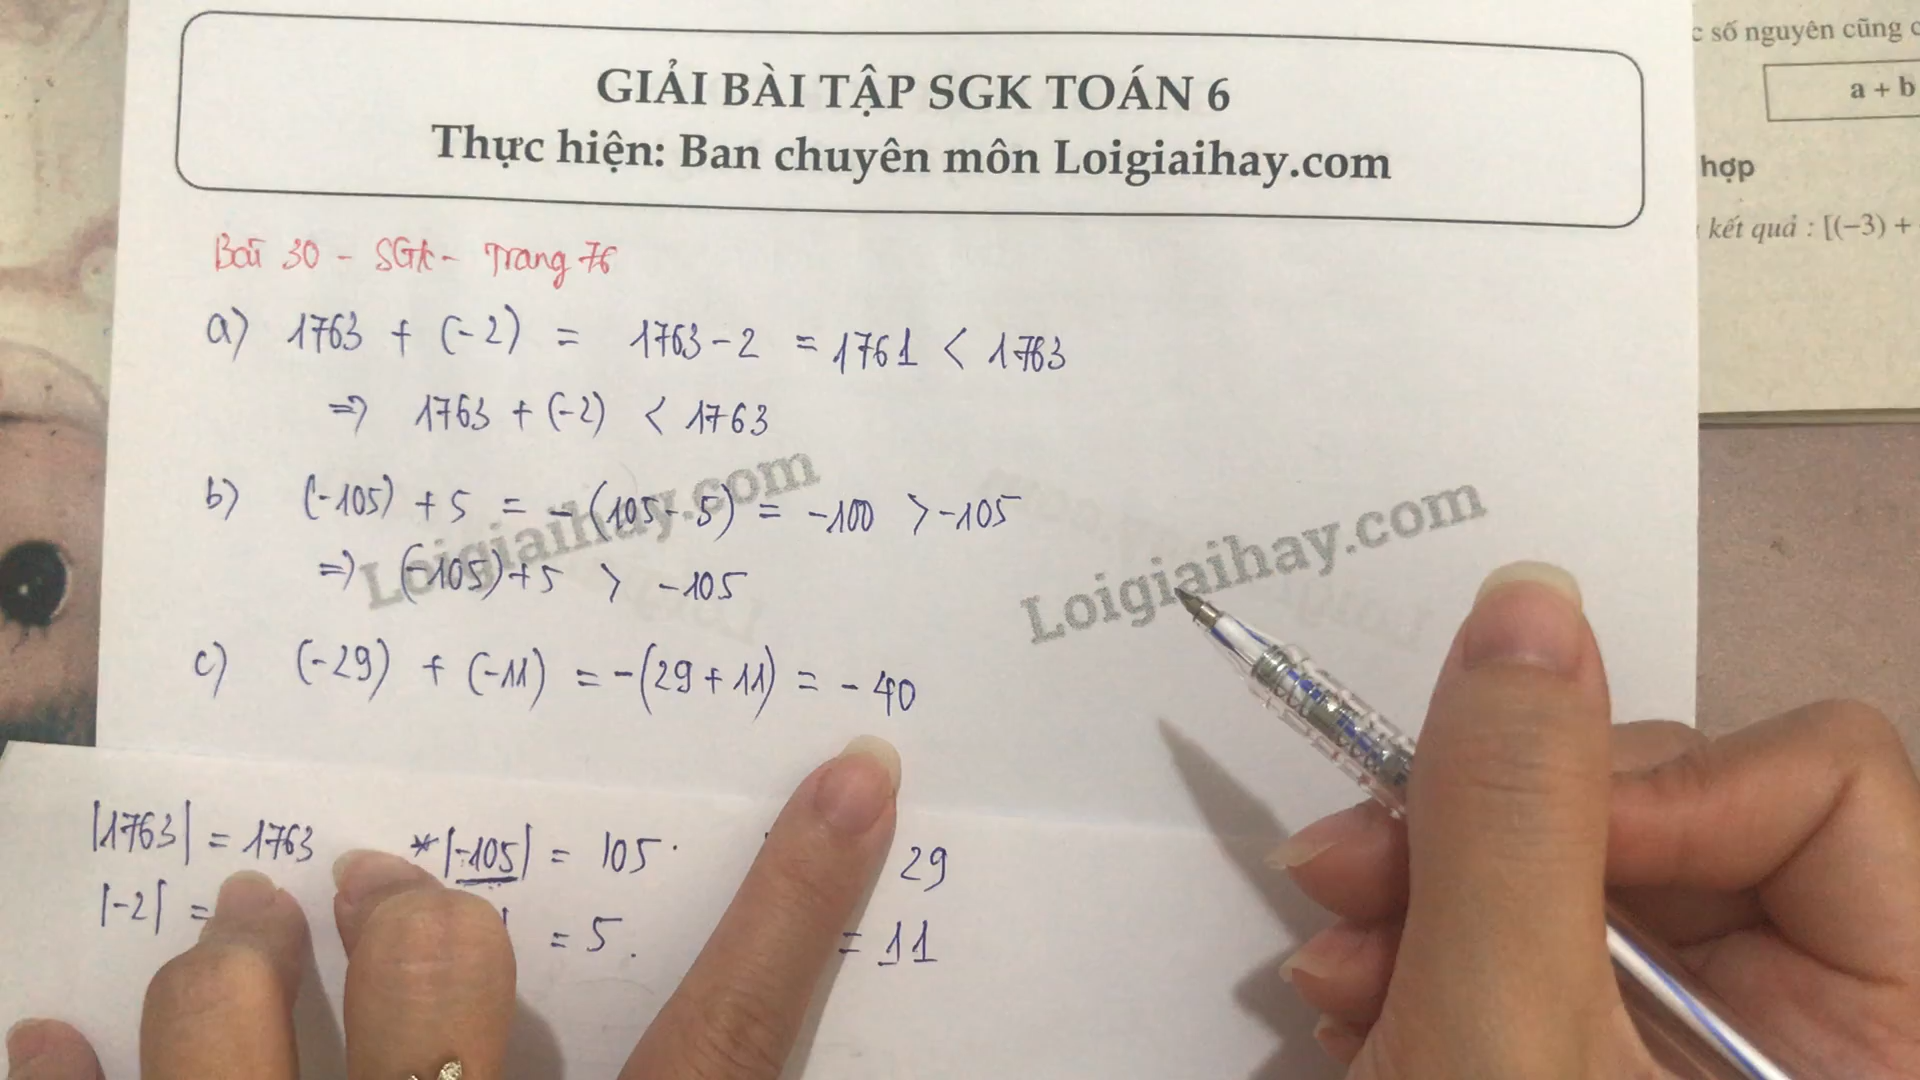 GIẢI BÀI TẬP SGK TOÁN 6
Thực hiện: Ban chuyên môn Loigiaihay.com
Bài 30 - SGK - Trang 76
a) 1763 + (-2) = 1763 - 2 = 1761 < 1763
⇒ 1763 + (-2) < 1763
b) (-105) + 5 = -(105 - 5) = -100 > -105
⇒ (-105) + 5 > -105
c) (-29) + (-11) = -(29 + 11) = - 40
Loigiaihay.com
Loigiaihay.com
|1763| = 1763
|-2| =
*|-105| = 105.
= 5.
29
= 11
c số nguyên cũng
a + b
hợp
kết quả : [(−3) +